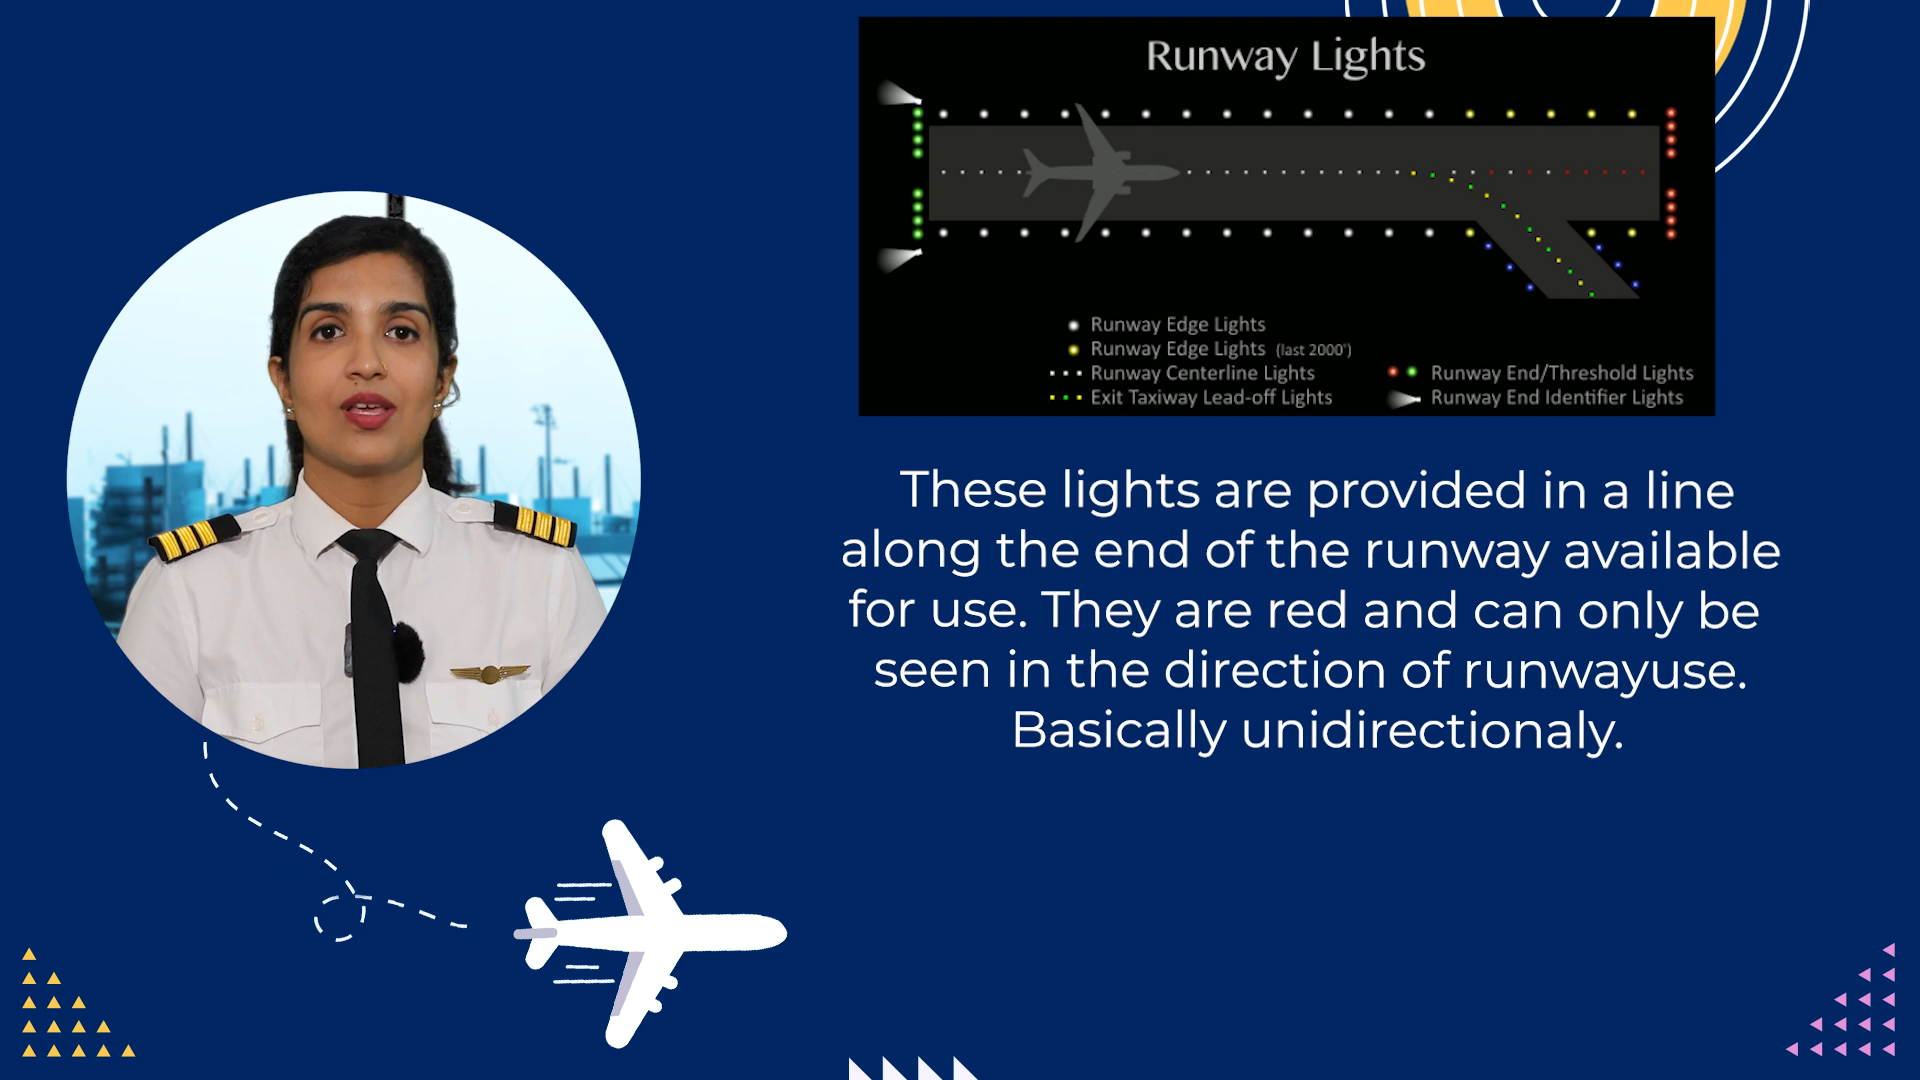 Runway Lights
Runway Edge Lights
Runway Edge Lights (last 2000')
Runway Centerline Lights
Exit Taxiway Lead-off Lights
Runway End/Threshold Lights
Runway End Identifier Lights
These lights are provided in a line
along the end of the runway available
for use. They are red and can only be
seen in the direction of runwayuse.
Basically unidirectionaly.